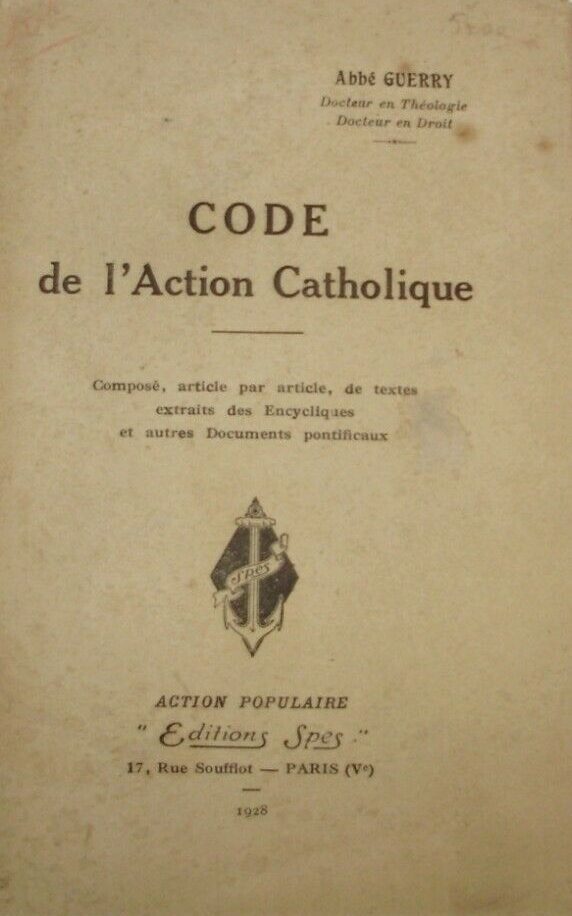 Abbé GUERRY
Docteur en Théologie
Docteur en Droit
CODE
de l'Action Catholique
Composé, article par article, de textes
extraits des Encycliques
et autres Documents pontificaux
Spes
ACTION POPULAIRE
" Editions Spes "
17, Rue Soufflot — PARIS (Vᵉ)
1928